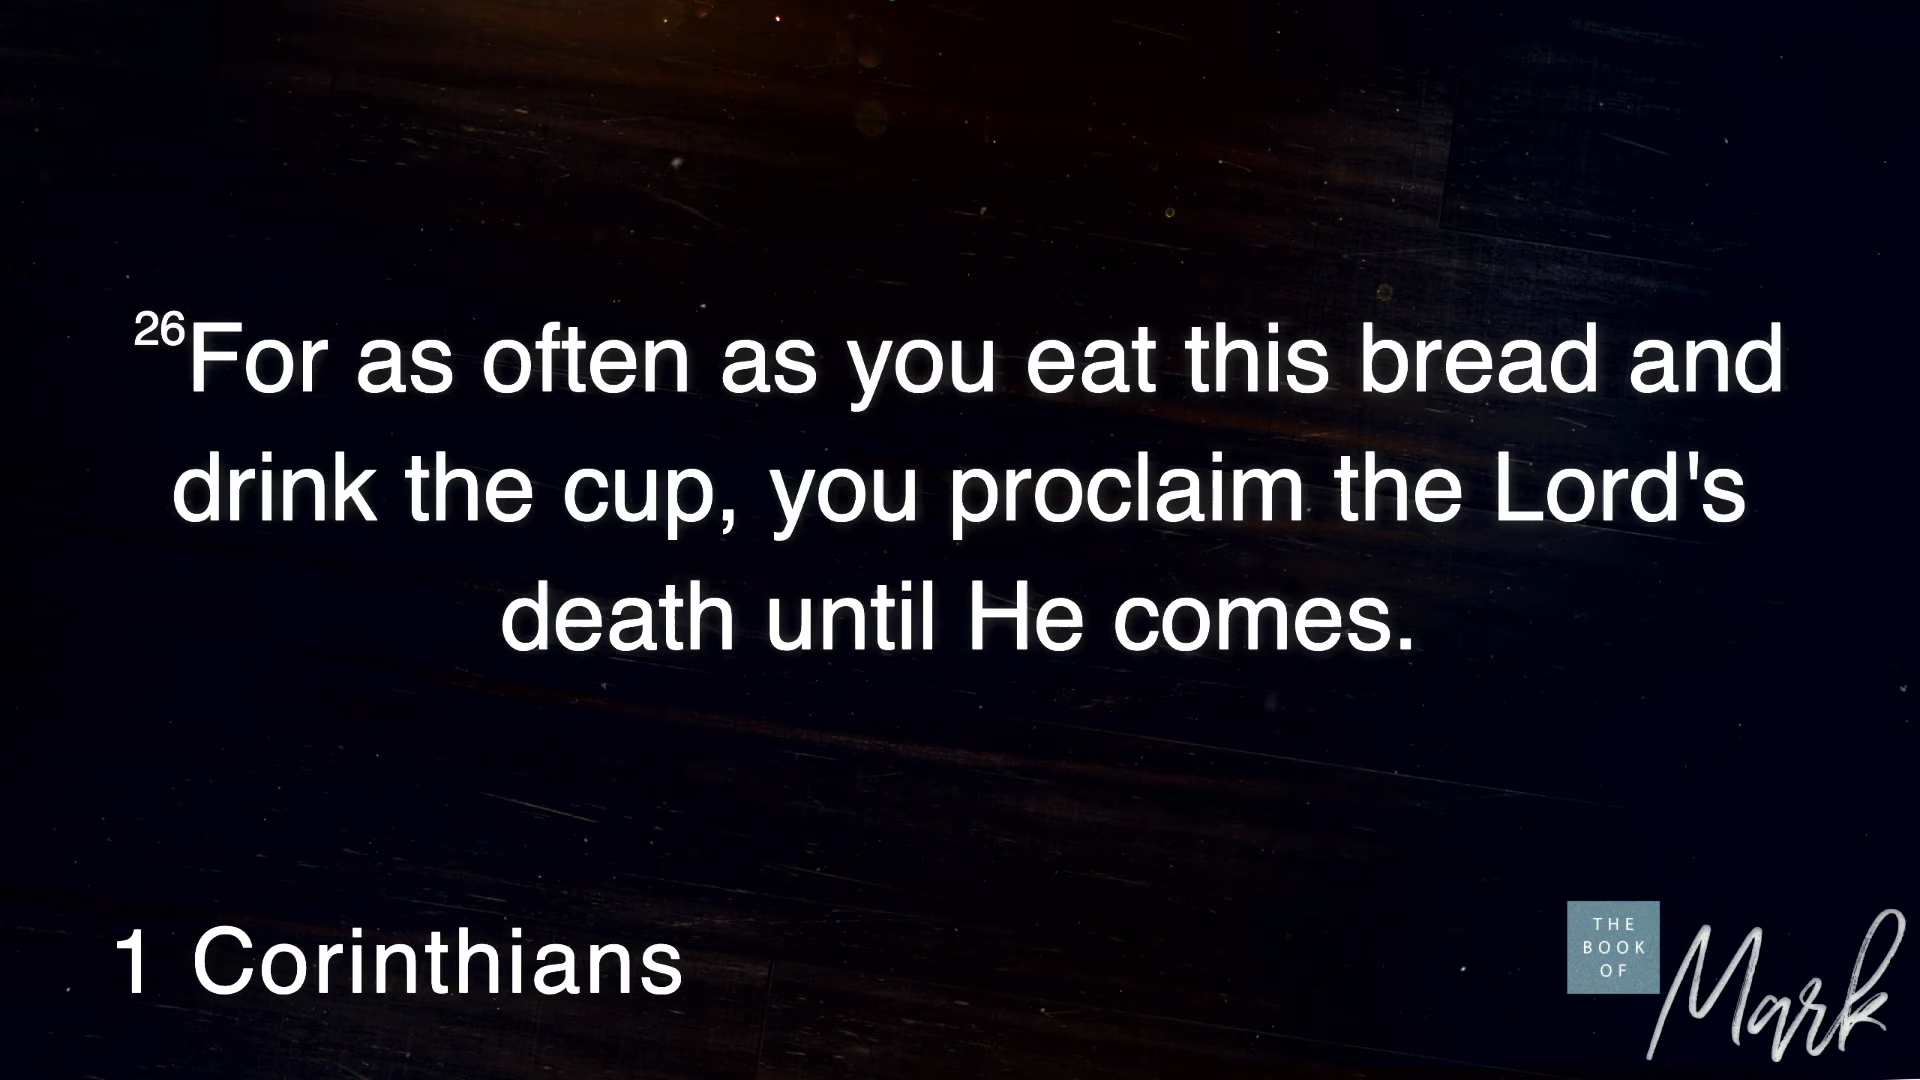 26For as often as you eat this bread and
drink the cup, you proclaim the Lord's
death until He comes.
1 Corinthians
THE
BOOK
OF
Mark